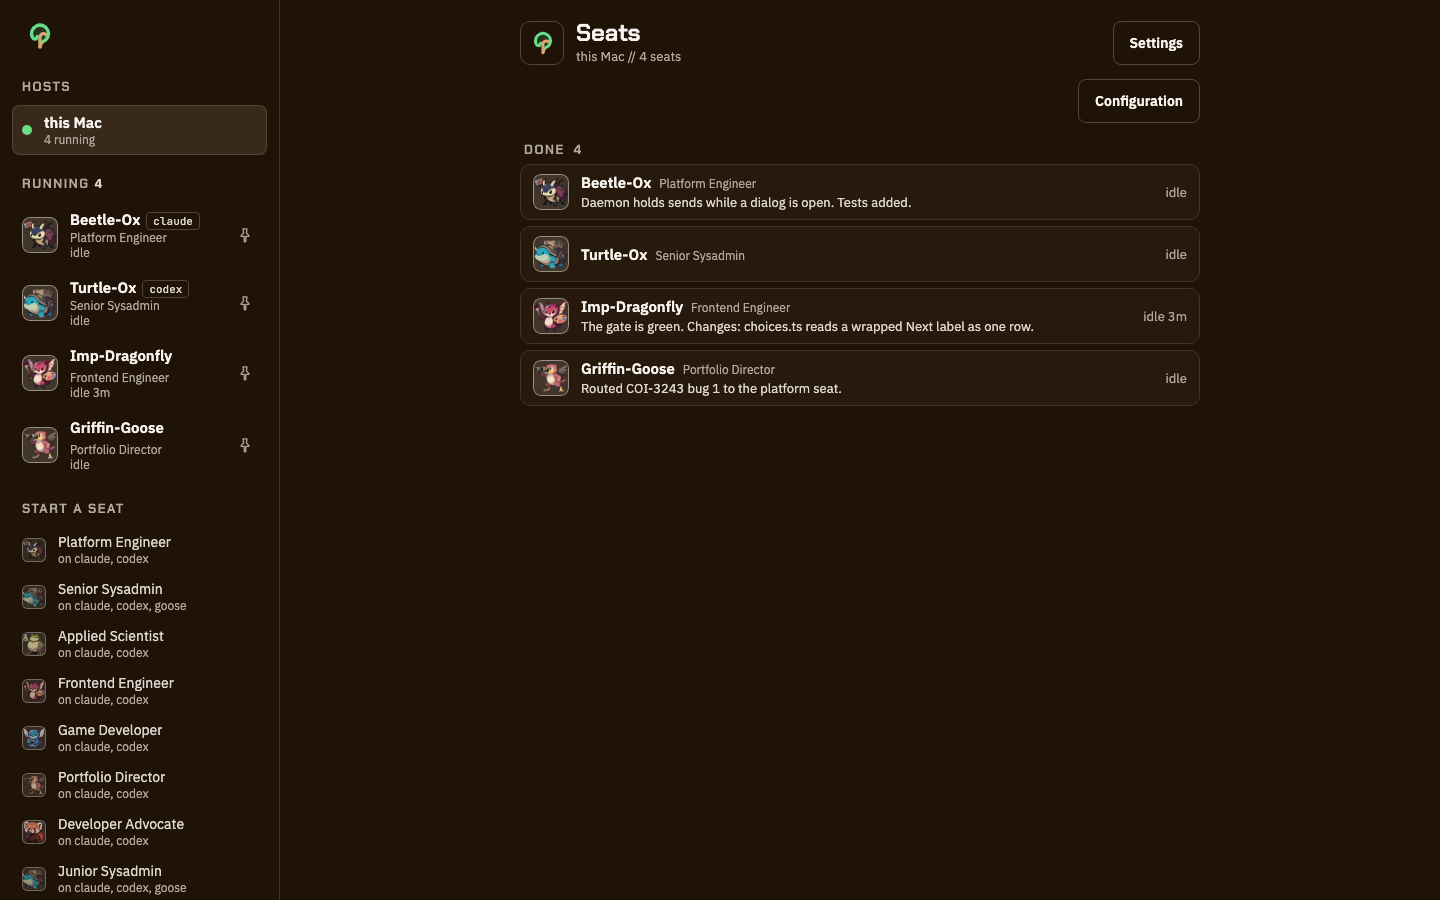 HOSTS
this Mac
4 running
RUNNING 4
Beetle-Ox claude
Platform Engineer
idle
Turtle-Ox codex
Senior Sysadmin
idle
Imp-Dragonfly
Frontend Engineer
idle 3m
Griffin-Goose
Portfolio Director
idle
START A SEAT
Platform Engineer
on claude, codex
Senior Sysadmin
on claude, codex, goose
Applied Scientist
on claude, codex
Frontend Engineer
on claude, codex
Game Developer
on claude, codex
Portfolio Director
on claude, codex
Developer Advocate
on claude, codex
Junior Sysadmin
on claude, codex, goose
Seats
this Mac // 4 seats
Settings
Configuration
DONE 4
Beetle-Ox Platform Engineer
Daemon holds sends while a dialog is open. Tests added.
idle
Turtle-Ox Senior Sysadmin
idle
Imp-Dragonfly Frontend Engineer
The gate is green. Changes: choices.ts reads a wrapped Next label as one row.
idle 3m
Griffin-Goose Portfolio Director
Routed COI-3243 bug 1 to the platform seat.
idle